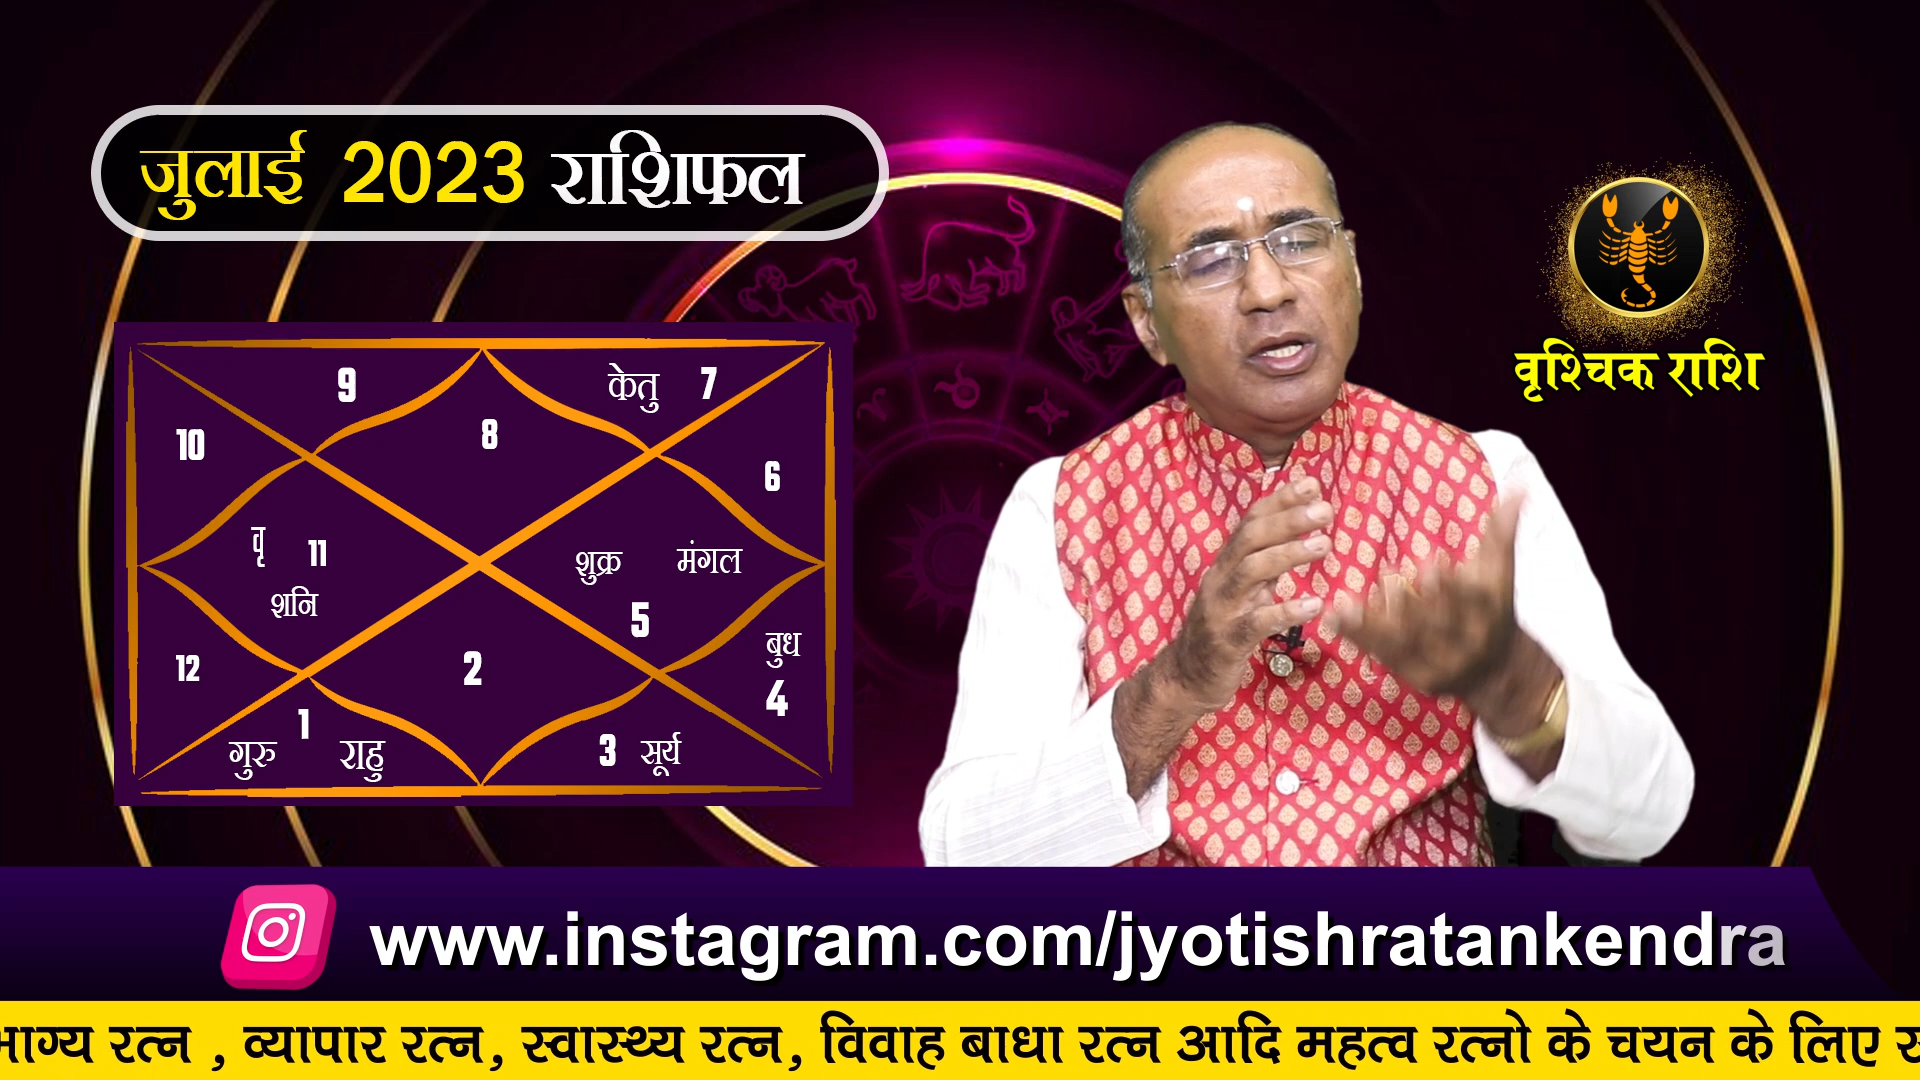 जुलाई 2023 राशिफल
वृश्चिक राशि
9
केतु 7
10
8
6
वृ 11
शनि
शुक्र मंगल
5
बुध
4
12
2
1
गुरु राहु
3 सूर्य
www.instagram.com/jyotishratankendra
भाग्य रत्न , व्यापार रत्न, स्वास्थ्य रत्न, विवाह बाधा रत्न आदि महत्व रत्नो के चयन के लिए